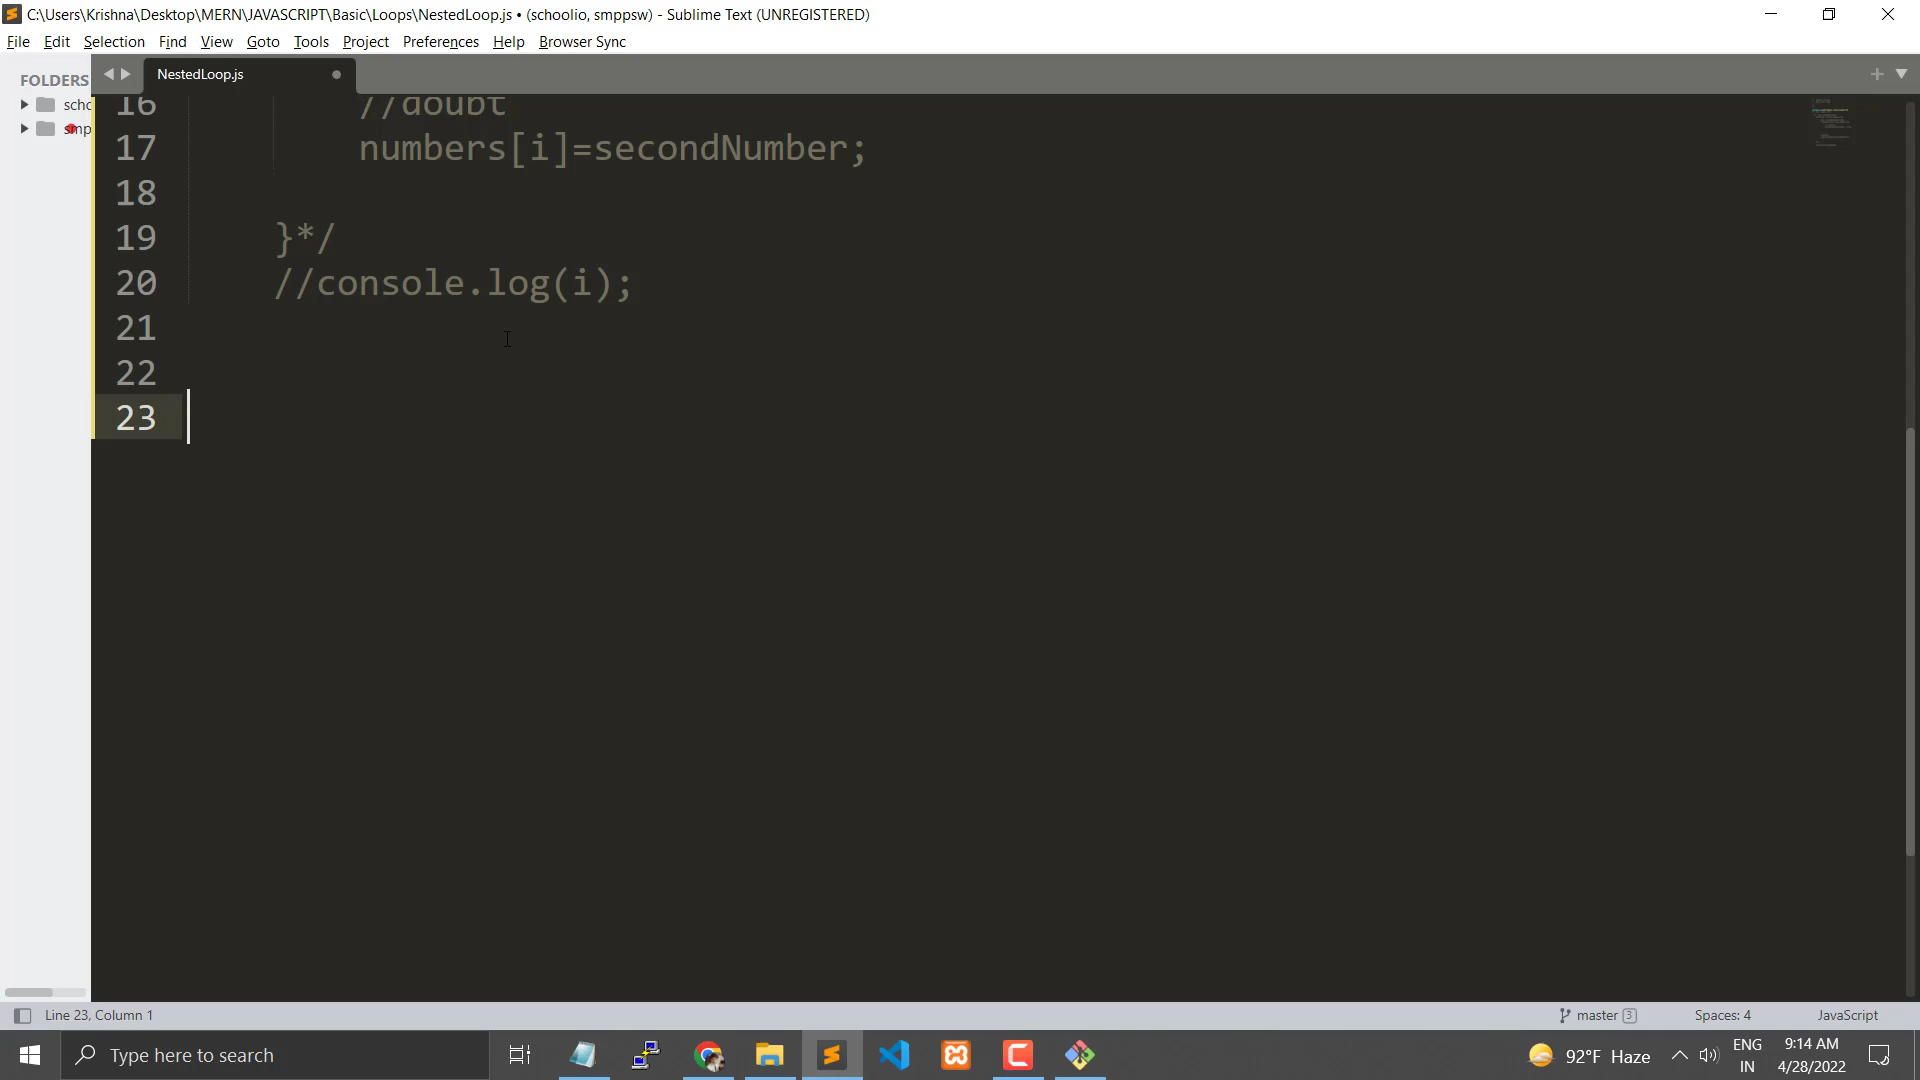 C:\Users\Krishna\Desktop\MERN\JAVASCRIPT\Basic\Loops\NestedLoop.js • (schoolio, smppsw) - Sublime Text (UNREGISTERED)
File Edit Selection Find View Goto Tools Project Preferences Help Browser Sync
FOLDERS
NestedLoop.js
scho
smp
16 //doubt
17 numbers[i]=secondNumber;
18
19 }*/
20 //console.log(i);
21
22
23
Line 23, Column 1
master 3
Spaces: 4
JavaScript
Type here to search
92°F Haze
ENG
IN
9:14 AM
4/28/2022